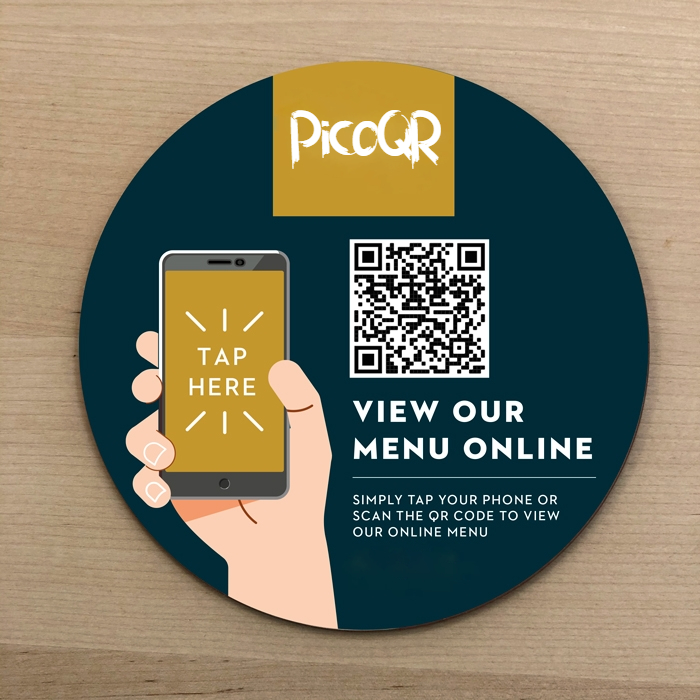 PicoQR
TAP
HERE
VIEW OUR
MENU ONLINE
SIMPLY TAP YOUR PHONE OR
SCAN THE QR CODE TO VIEW
OUR ONLINE MENU